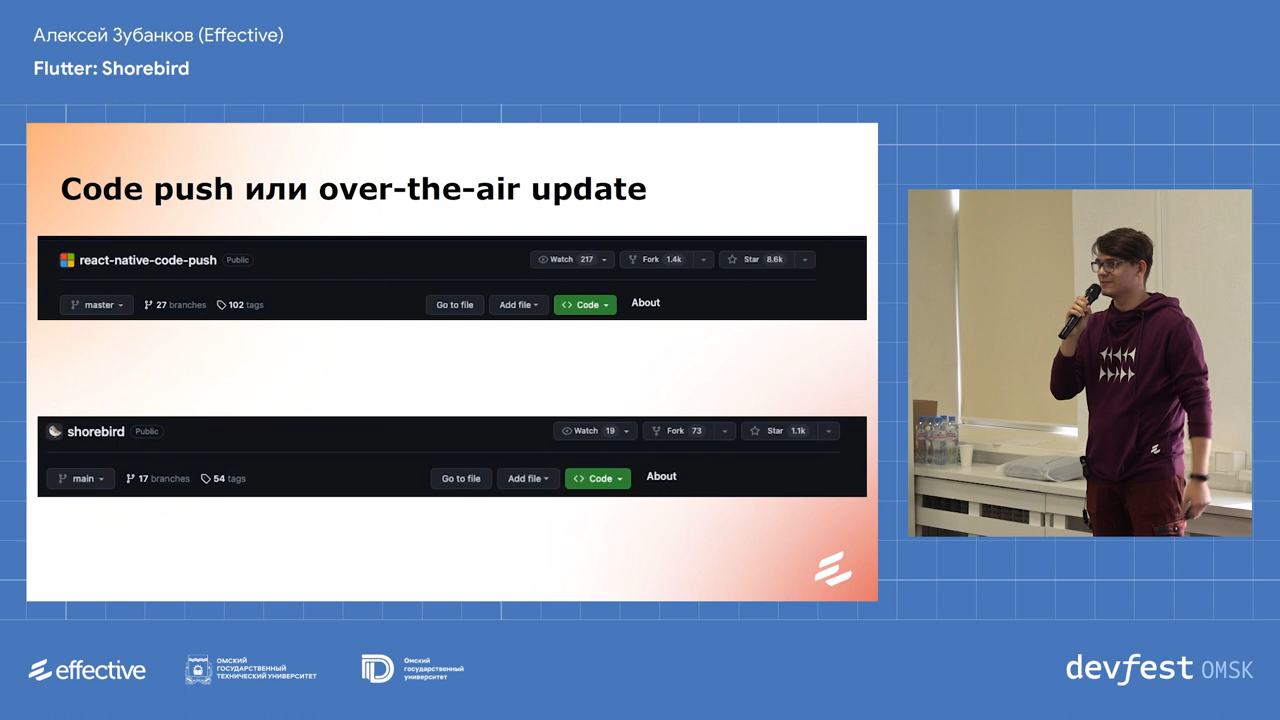 Алексей Зубанков (Effective)
Flutter: Shorebird
Code push или over-the-air update
react-native-code-push Public Watch 217 Fork 1.4k Star 8.6k
master 27 branches 102 tags Go to file Add file Code About
shorebird Public Watch 19 Fork 73 Star 1.1k
main 17 branches 54 tags Go to file Add file Code About
effective
ОМСКИЙ
ГОСУДАРСТВЕННЫЙ
ТЕХНИЧЕСКИЙ УНИВЕРСИТЕТ
Омский
государственный
университет
devfest OMSK